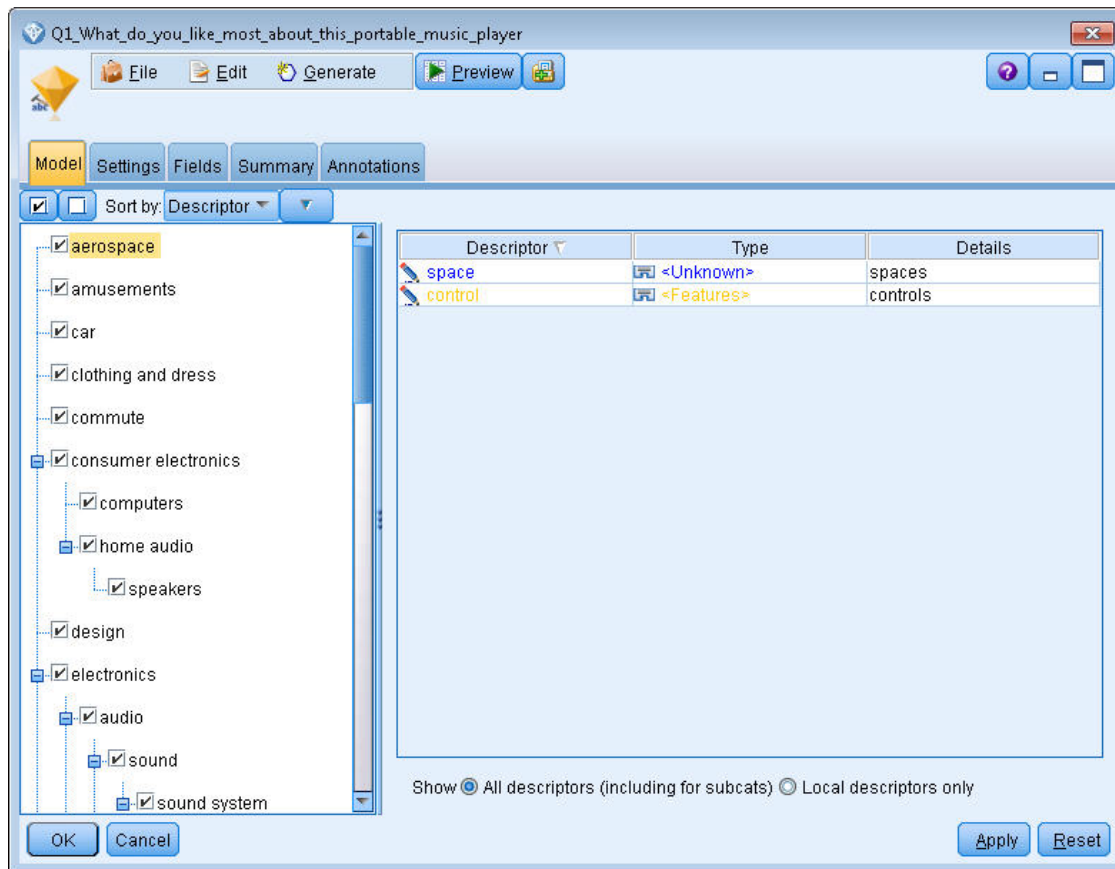 Q1_What_do_you_like_most_about_this_portable_music_player
abc
File Edit Generate Preview
Model Settings Fields Summary Annotations
Sort by: Descriptor
aerospace
amusements
car
clothing and dress
commute
consumer electronics
computers
home audio
speakers
design
electronics
audio
sound
sound system
Descriptor Type Details
space <Unknown> spaces
control <Features> controls
Show All descriptors (including for subcats) Local descriptors only
OK Cancel Apply Reset